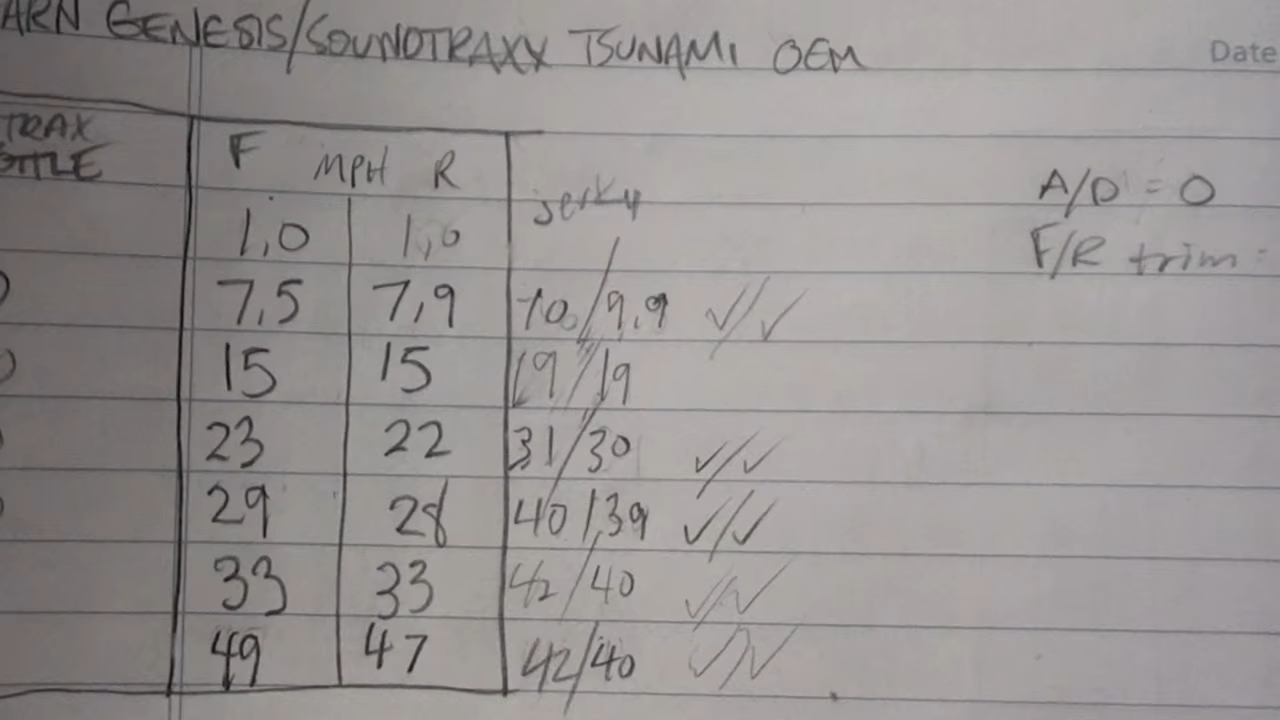 ARN GENESIS/SOUNDTRAXX TSUNAMI OEM
Date
TRAX
OTTLE
F MPH R
jerky
A/D = 0
1,0 1,0
F/R trim =
7,5 7,9 10,/9,9 ✓/✓
15 15 19/19
23 22 31/30 ✓/✓
29 28 40/39 ✓/✓
33 33 42/40 ✓/✓
49 47 42/40 ✓/✓